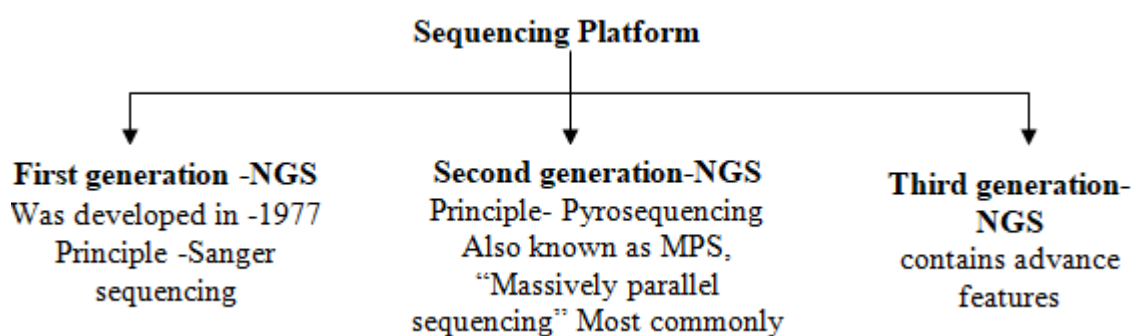 Sequencing Platform
First generation -NGS
Was developed in -1977
Principle -Sanger
sequencing
Second generation-NGS
Principle- Pyrosequencing
Also known as MPS,
“Massively parallel
sequencing” Most commonly
Third generation-
NGS
contains advance
features